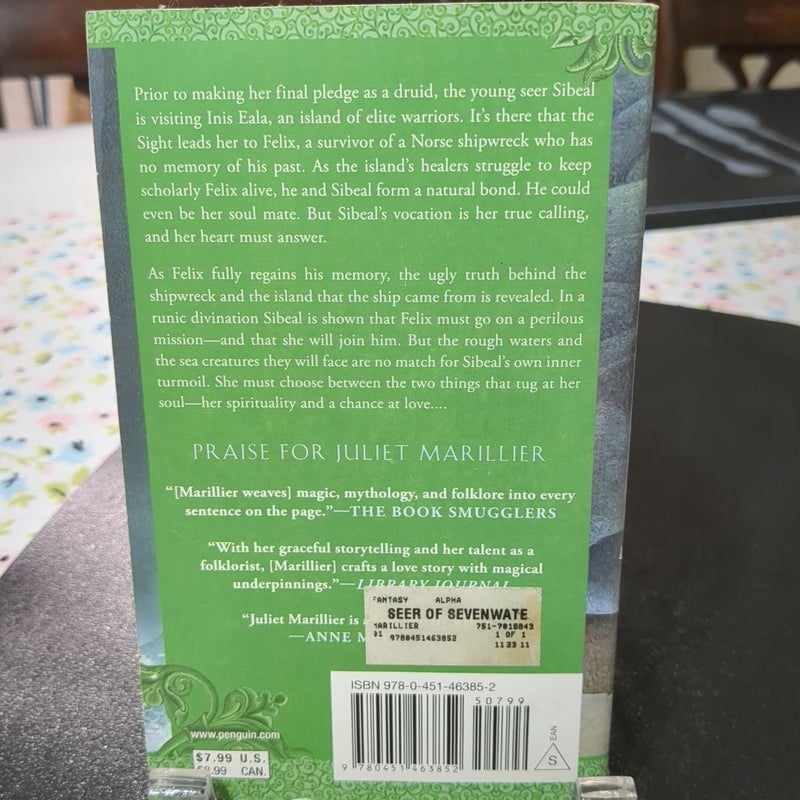 Prior to making her final pledge as a druid, the young seer Sibeal
is visiting Inis Eala, an island of elite warriors. It's there that the
Sight leads her to Felix, a survivor of a Norse shipwreck who has
no memory of his past. As the island's healers struggle to keep
scholarly Felix alive, he and Sibeal form a natural bond. He could
even be her soul mate. But Sibeal's vocation is her true calling,
and her heart must answer.
As Felix fully regains his memory, the ugly truth behind the
shipwreck and the island that the ship came from is revealed. In a
runic divination Sibeal is shown that Felix must go on a perilous
mission—and that she will join him. But the rough waters and
the sea creatures they will face are no match for Sibeal's own inner
turmoil. She must choose between the two things that tug at her
soul—her spirituality and a chance at love....
PRAISE FOR JULIET MARILLIER
"[Marillier weaves] magic, mythology, and folklore into every
sentence on the page."—THE BOOK SMUGGLERS
"With her graceful storytelling and her talent as a
folklorist, [Marillier] crafts a love story with magical
underpinnings."—LIBRARY JOURNAL
"Juliet Marillier is a
—ANNE M
FANTASY ALPHA
SEER OF SEVENWATE
MARILLIER 751-7018843
91 9780451463852 1 OF 1
11 23 11
ISBN 978-0-451-46385-2
50799
9 780451 463852
EAN
S
www.penguin.com
$7.99 U.S.
$8.99 CAN.